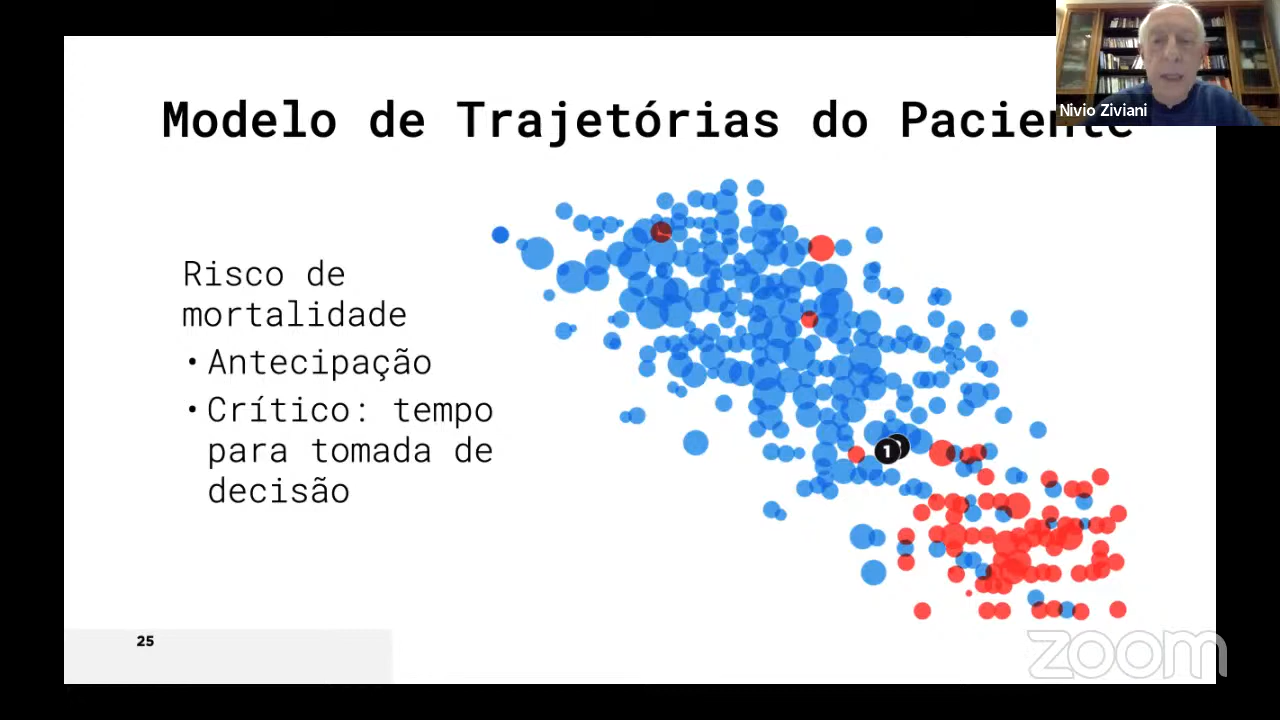 Nivio Ziviani
Modelo de Trajetórias do Paciente
Risco de
mortalidade
• Antecipação
• Crítico: tempo
para tomada de
decisão
1
25
zoom